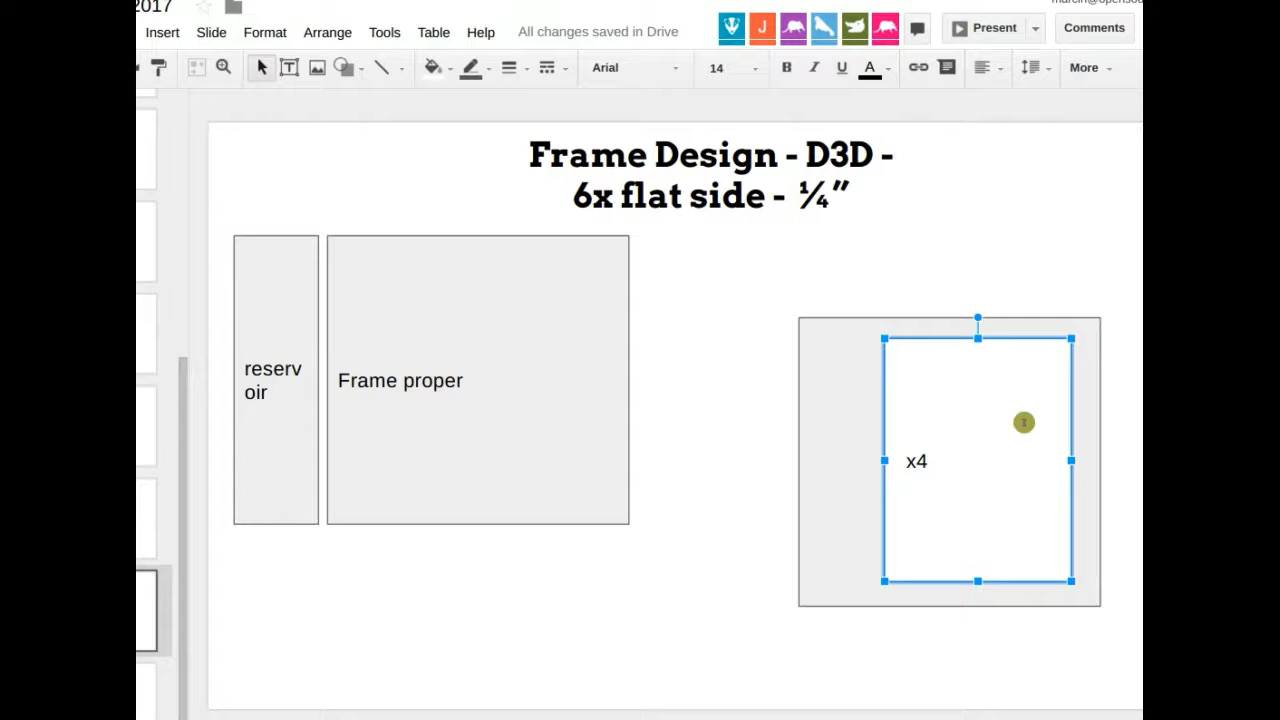 2017
Insert Slide Format Arrange Tools Table Help All changes saved in Drive
J
Present
Comments
Arial
14
B I U A
More
Frame Design - D3D -
6x flat side - ¼”
reserv
oir
Frame proper
x4